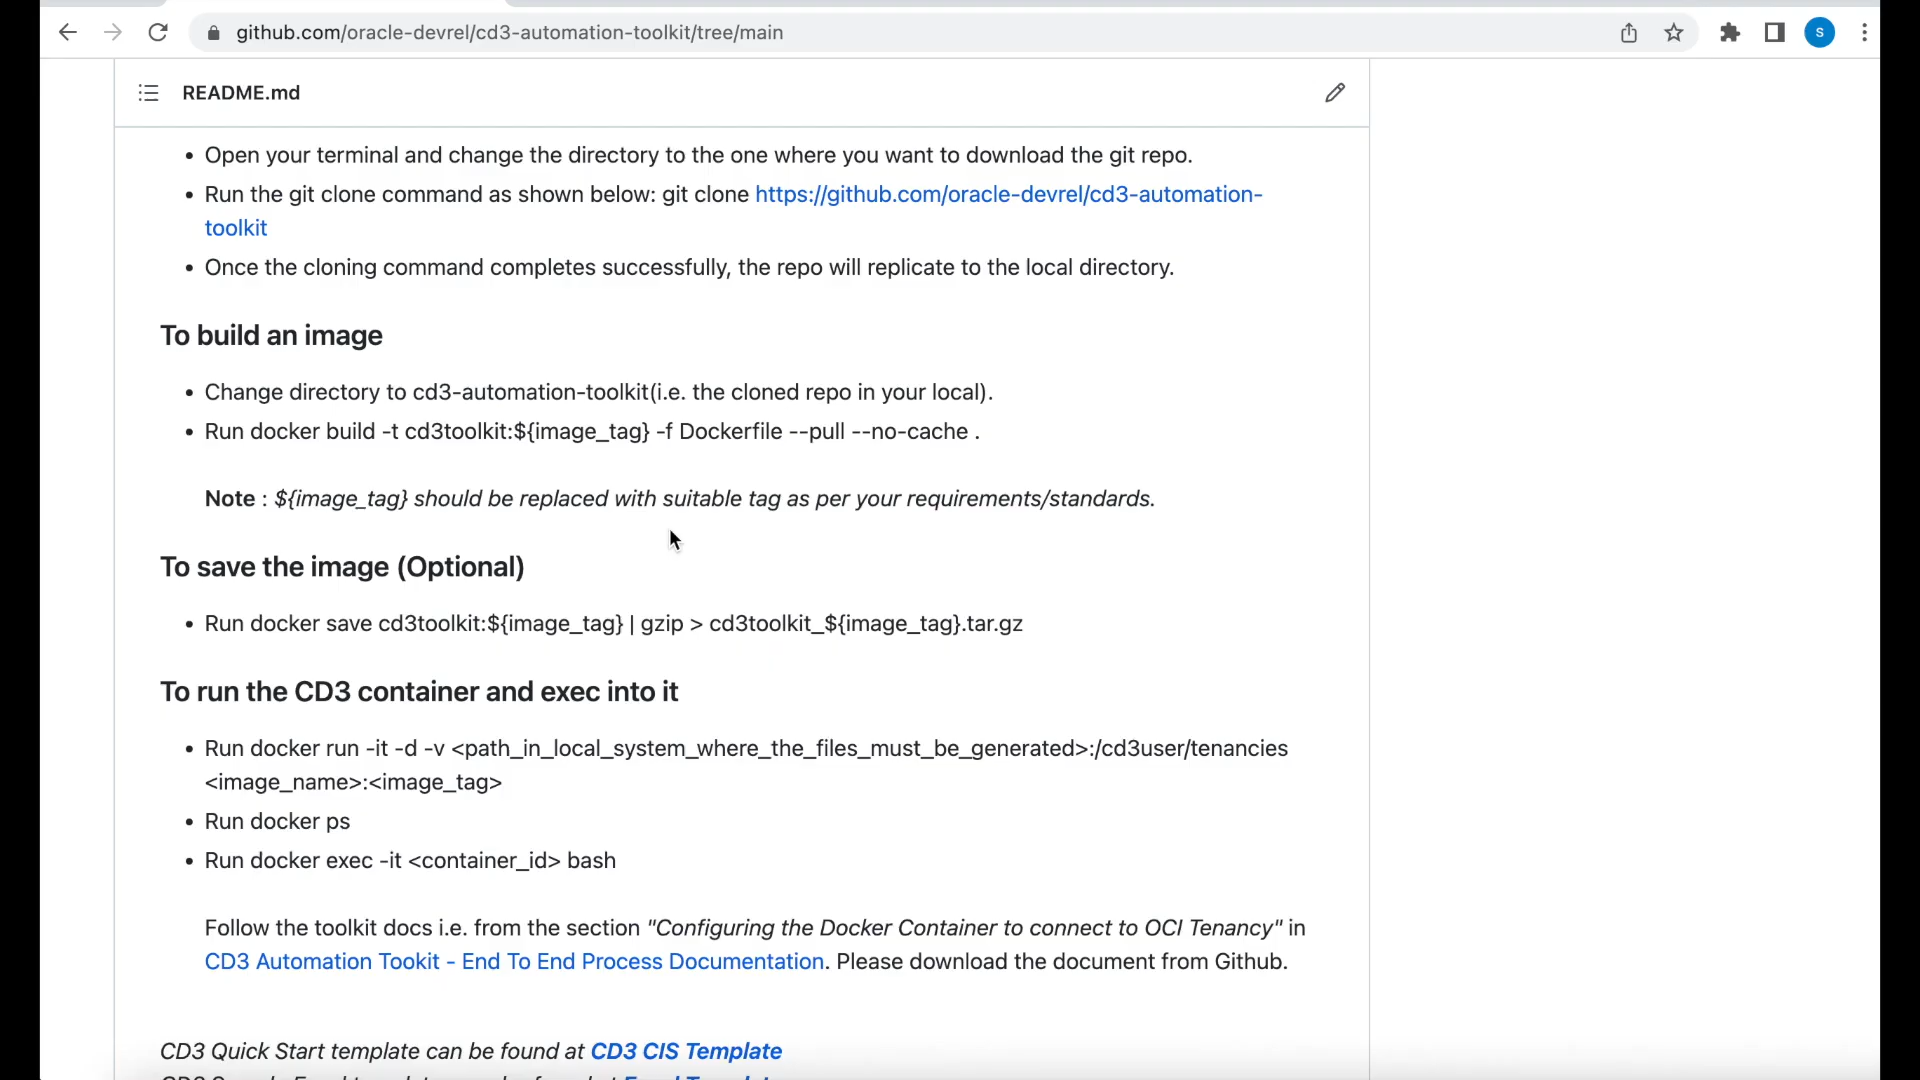 github.com/oracle-devrel/cd3-automation-toolkit/tree/main
S
README.md
• Open your terminal and change the directory to the one where you want to download the git repo.
• Run the git clone command as shown below: git clone https://github.com/oracle-devrel/cd3-automation-
toolkit
• Once the cloning command completes successfully, the repo will replicate to the local directory.
To build an image
• Change directory to cd3-automation-toolkit(i.e. the cloned repo in your local).
• Run docker build -t cd3toolkit:${image_tag} -f Dockerfile --pull --no-cache .
Note : ${image_tag} should be replaced with suitable tag as per your requirements/standards.
To save the image (Optional)
• Run docker save cd3toolkit:${image_tag} | gzip > cd3toolkit_${image_tag}.tar.gz
To run the CD3 container and exec into it
• Run docker run -it -d -v <path_in_local_system_where_the_files_must_be_generated>:/cd3user/tenancies
<image_name>:<image_tag>
• Run docker ps
• Run docker exec -it <container_id> bash
Follow the toolkit docs i.e. from the section "Configuring the Docker Container to connect to OCI Tenancy" in
CD3 Automation Tookit - End To End Process Documentation. Please download the document from Github.
CD3 Quick Start template can be found at CD3 CIS Template